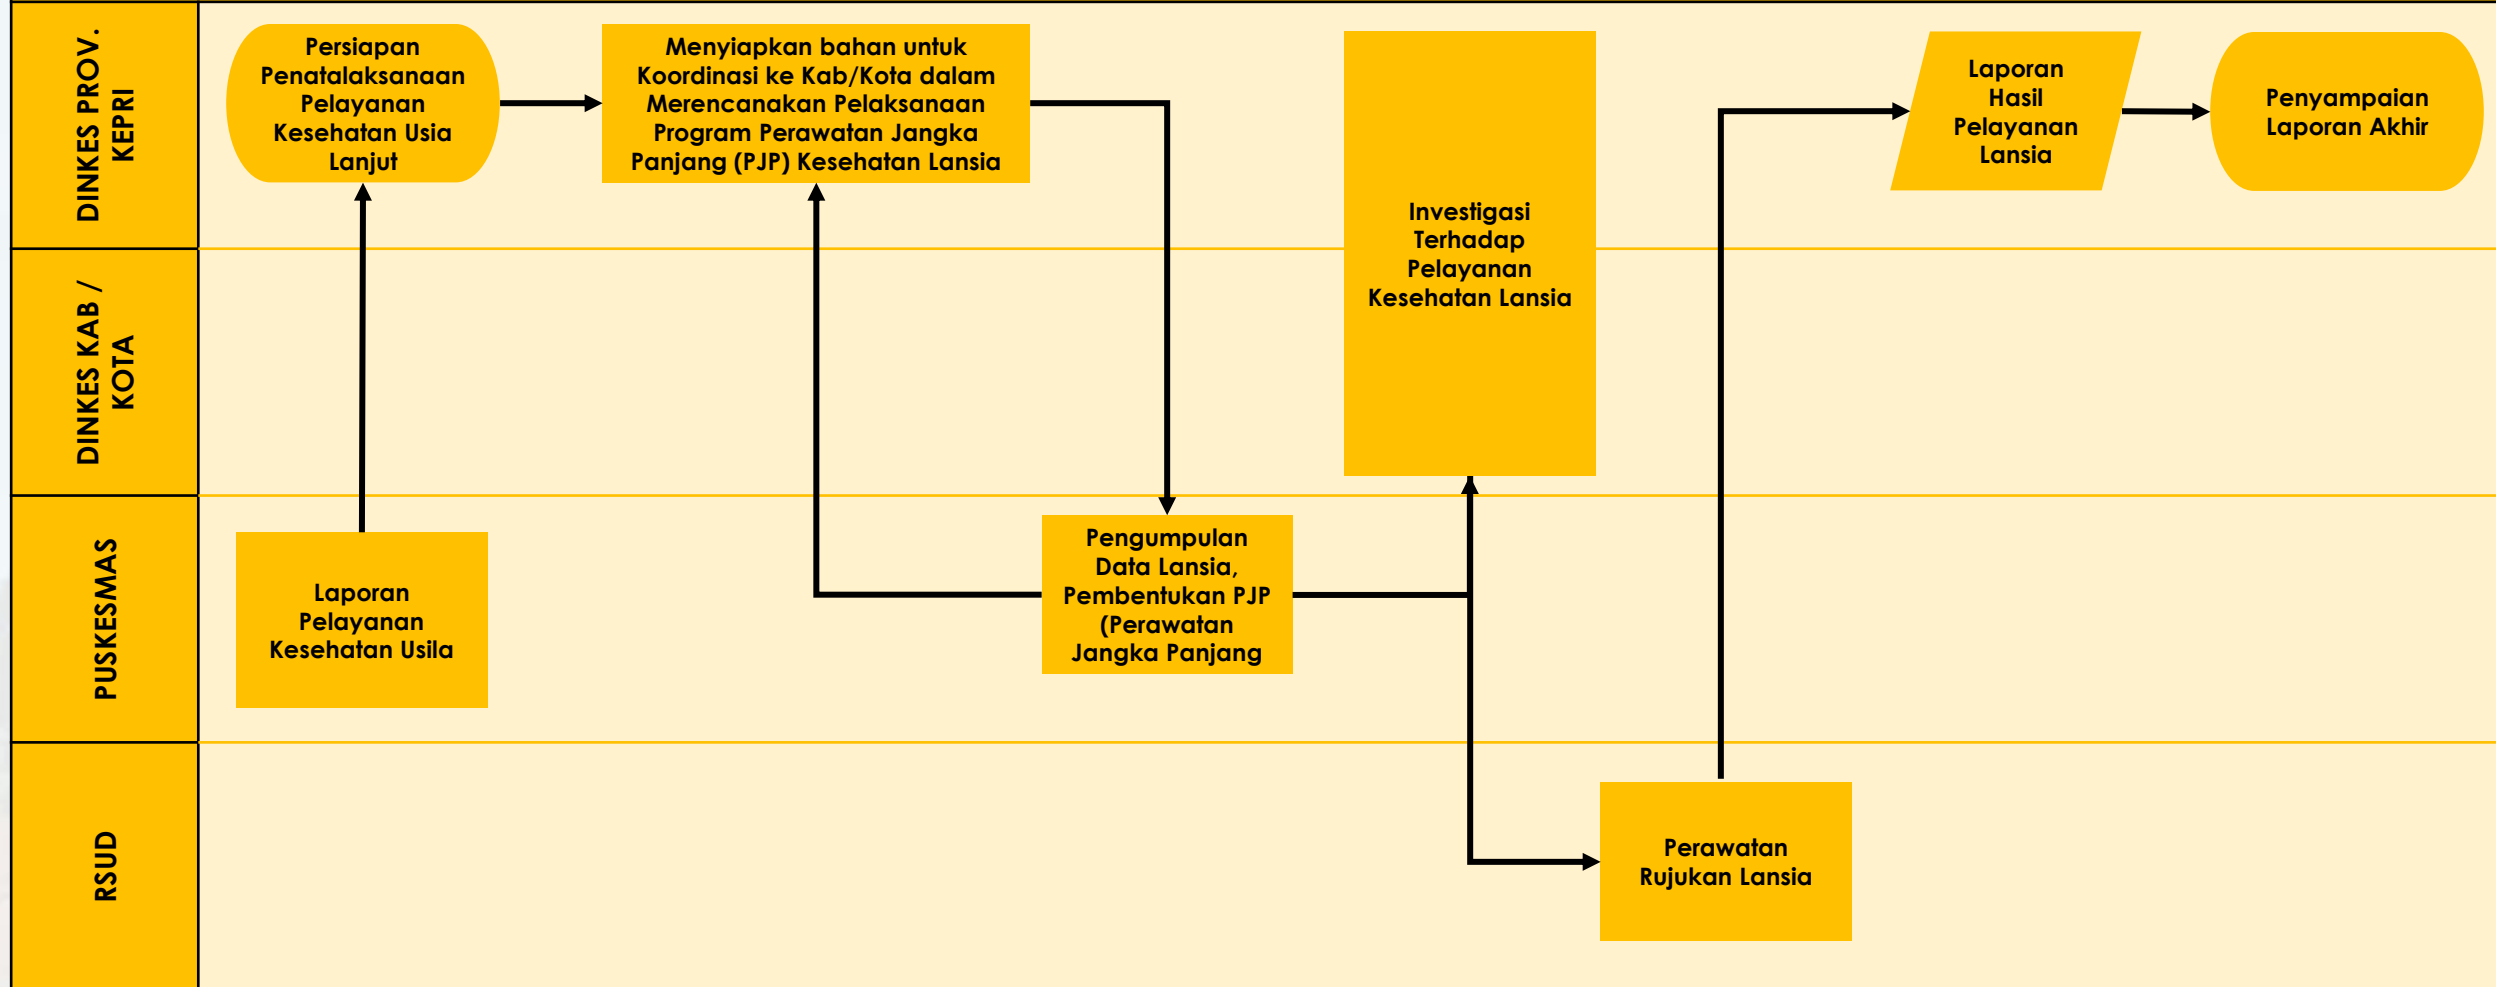 DINKES PROV.
KEPRI
Persiapan
Penatalaksanaan
Pelayanan
Kesehatan Usia
Lanjut
Menyiapkan bahan untuk
Koordinasi ke Kab/Kota dalam
Merencanakan Pelaksanaan
Program Perawatan Jangka
Panjang (PJP) Kesehatan Lansia
Investigasi
Terhadap
Pelayanan
Kesehatan Lansia
Laporan
Hasil
Pelayanan
Lansia
Penyampaian
Laporan Akhir
DINKES KAB /
KOTA
PUSKESMAS
Laporan
Pelayanan
Kesehatan Usila
Pengumpulan
Data Lansia,
Pembentukan PJP
(Perawatan
Jangka Panjang
RSUD
Perawatan
Rujukan Lansia